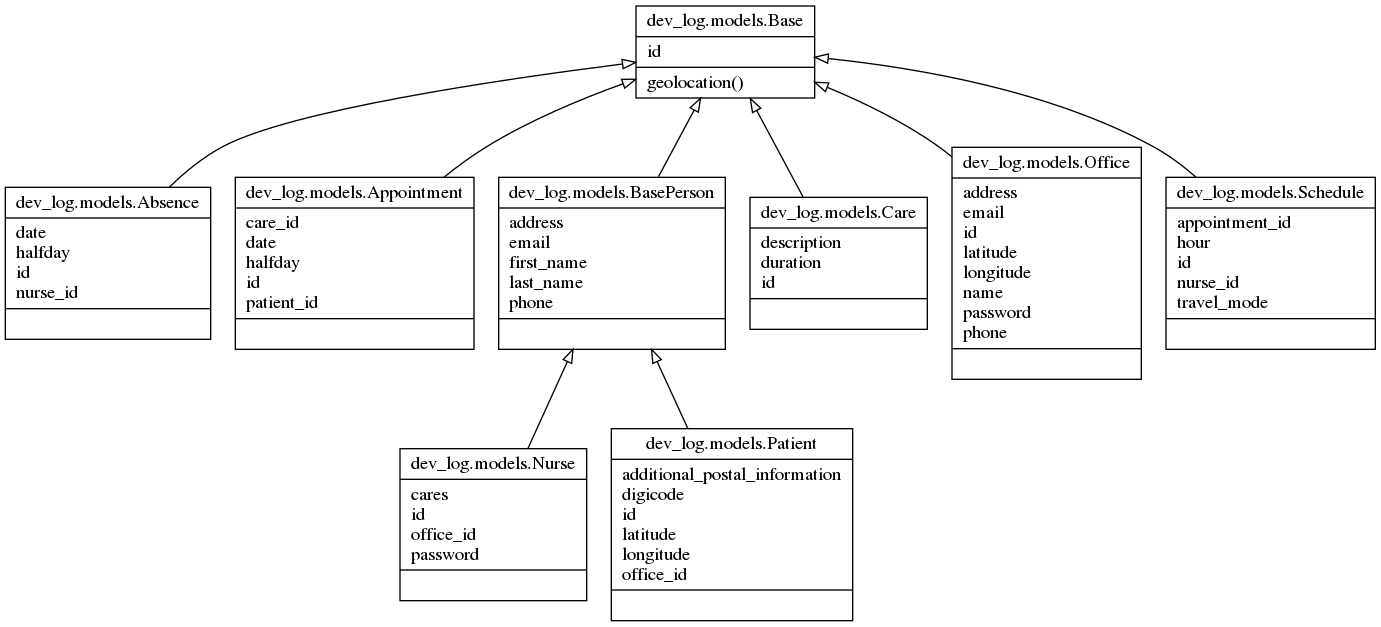 dev_log.models.Base
id
geolocation()
dev_log.models.Absence
date
halfday
id
nurse_id
dev_log.models.Appointment
care_id
date
halfday
id
patient_id
dev_log.models.BasePerson
address
email
first_name
last_name
phone
dev_log.models.Care
description
duration
id
dev_log.models.Office
address
email
id
latitude
longitude
name
password
phone
dev_log.models.Schedule
appointment_id
hour
id
nurse_id
travel_mode
dev_log.models.Nurse
cares
id
office_id
password
dev_log.models.Patient
additional_postal_information
digicode
id
latitude
longitude
office_id